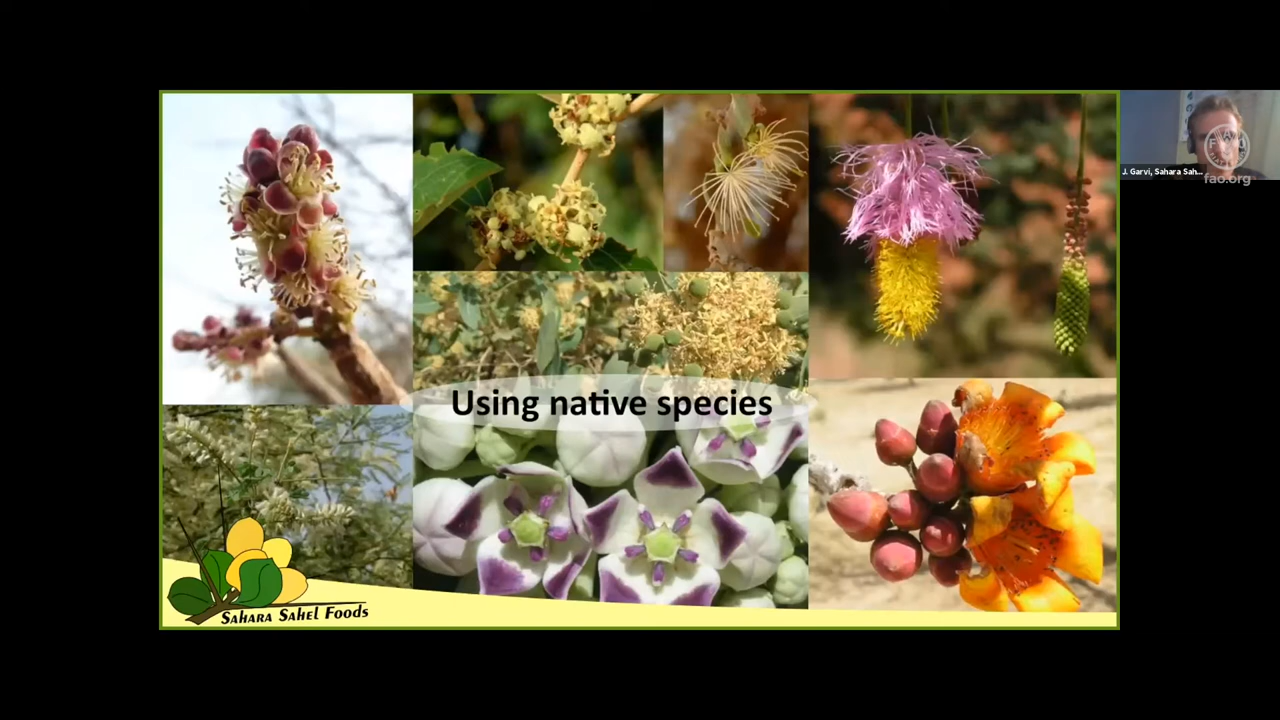 Using native species
SAHARA SAHEL FOODS
J. Garvi, Sahara Sah...
fao.org